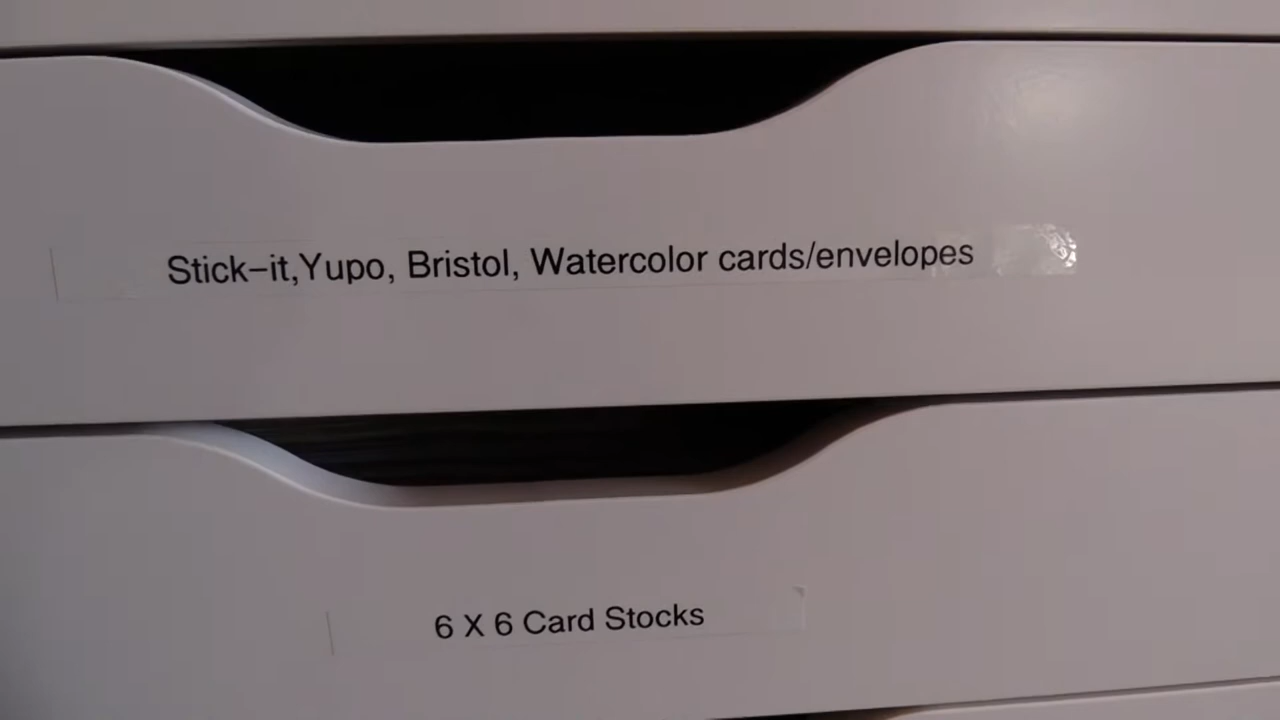 Stick-it,Yupo, Bristol, Watercolor cards/envelopes
6 X 6 Card Stocks